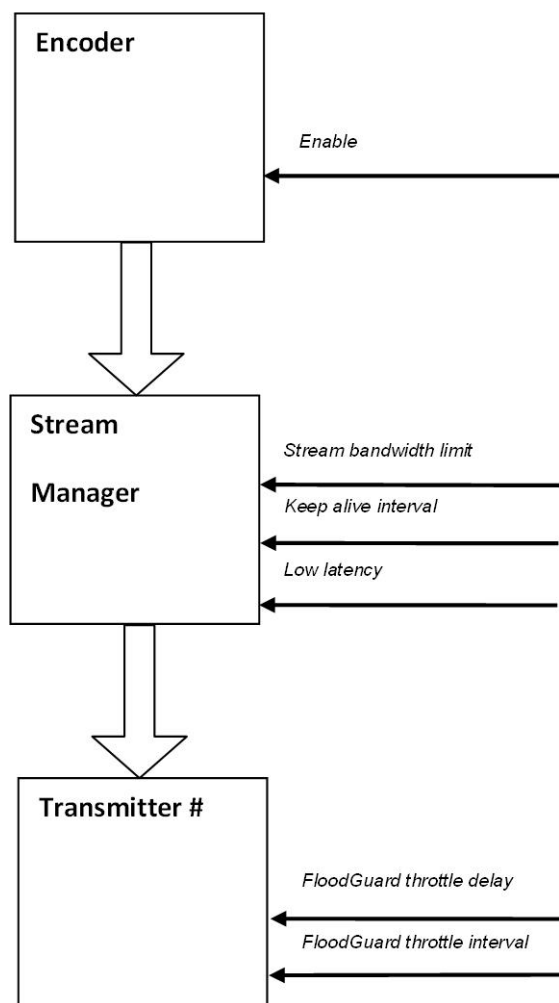 Encoder
Enable
Stream
Manager
Stream bandwidth limit
Keep alive interval
Low latency
Transmitter #
FloodGuard throttle delay
FloodGuard throttle interval